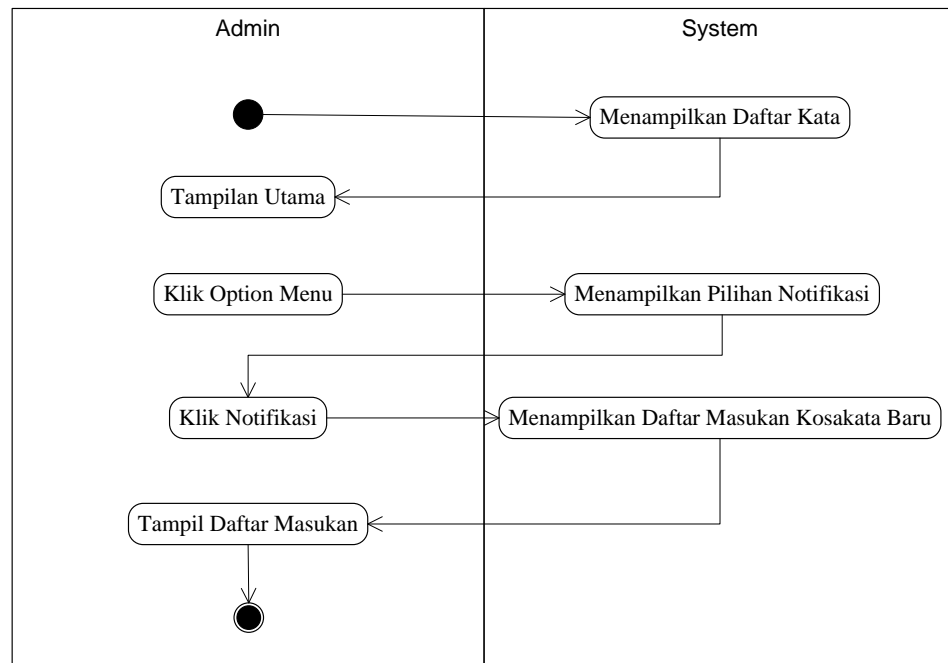 Admin
System
Menampilkan Daftar Kata
Tampilan Utama
Klik Option Menu
Menampilkan Pilihan Notifikasi
Klik Notifikasi
Menampilkan Daftar Masukan Kosakata Baru
Tampil Daftar Masukan